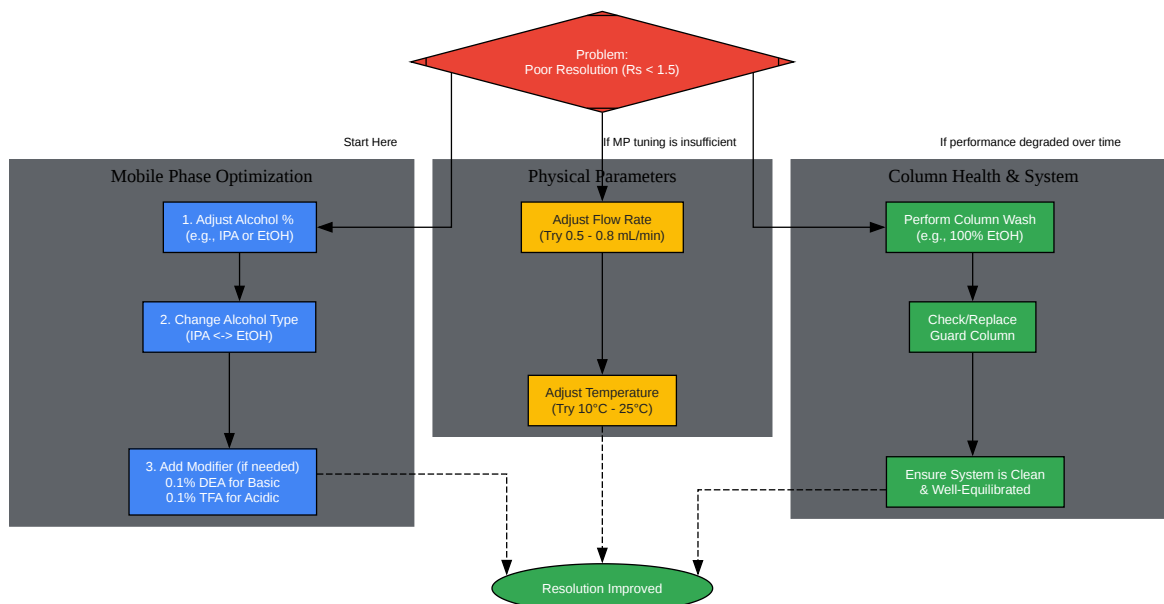 Problem:
Poor Resolution (Rs < 1.5)
Start Here
If MP tuning is insufficient
If performance degraded over time
Mobile Phase Optimization
1. Adjust Alcohol %
(e.g., IPA or EtOH)
2. Change Alcohol Type
(IPA <-> EtOH)
3. Add Modifier (if needed)
0.1% DEA for Basic
0.1% TFA for Acidic
Physical Parameters
Adjust Flow Rate
(Try 0.5 - 0.8 mL/min)
Adjust Temperature
(Try 10°C - 25°C)
Column Health & System
Perform Column Wash
(e.g., 100% EtOH)
Check/Replace
Guard Column
Ensure System is Clean
& Well-Equilibrated
Resolution Improved